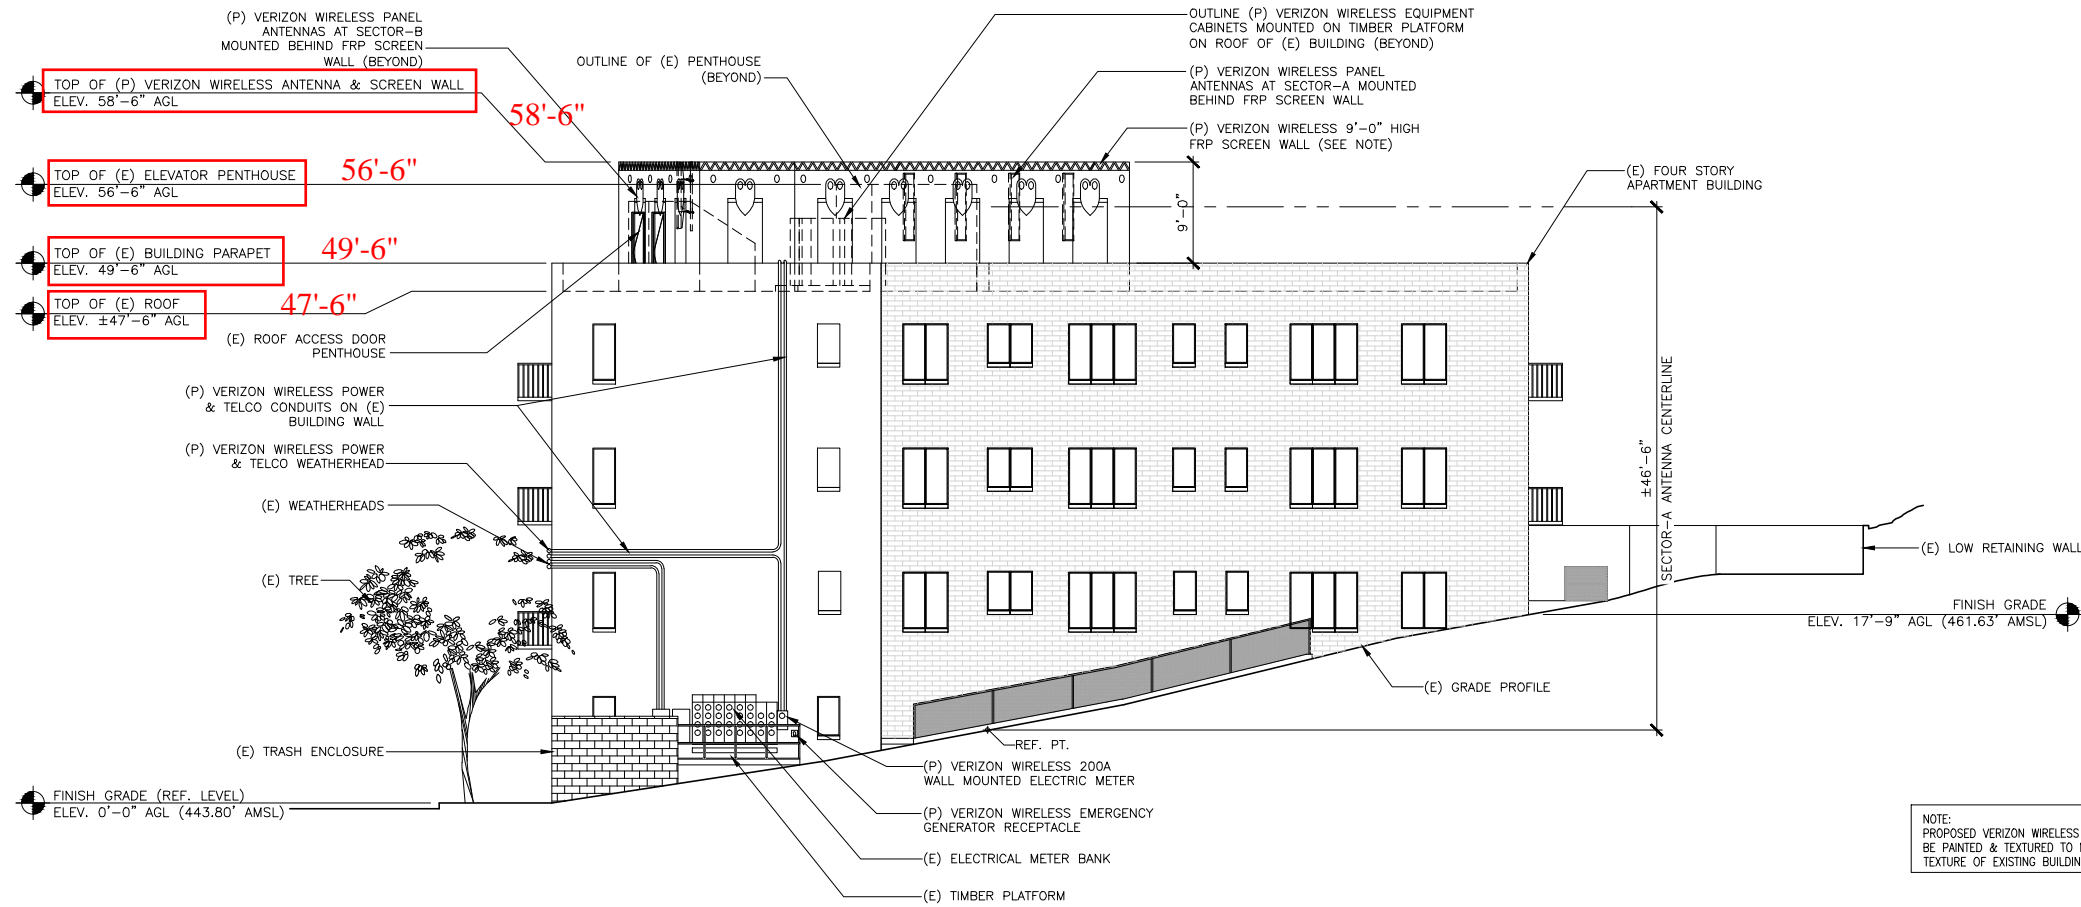 (P) VERIZON WIRELESS PANEL
ANTENNAS AT SECTOR-B
MOUNTED BEHIND FRP SCREEN
WALL (BEYOND)
OUTLINE OF (E) PENTHOUSE
(BEYOND)
OUTLINE (P) VERIZON WIRELESS EQUIPMENT
CABINETS MOUNTED ON TIMBER PLATFORM
ON ROOF OF (E) BUILDING (BEYOND)
(P) VERIZON WIRELESS PANEL
ANTENNAS AT SECTOR-A MOUNTED
BEHIND FRP SCREEN WALL
(P) VERIZON WIRELESS 9'-0" HIGH
FRP SCREEN WALL (SEE NOTE)
(E) FOUR STORY
APARTMENT BUILDING
TOP OF (P) VERIZON WIRELESS ANTENNA & SCREEN WALL
ELEV. 58'-6" AGL
58'-6"
TOP OF (E) ELEVATOR PENTHOUSE
ELEV. 56'-6" AGL
56'-6"
TOP OF (E) BUILDING PARAPET
ELEV. 49'-6" AGL
49'-6"
TOP OF (E) ROOF
ELEV. ±47'-6" AGL
47'-6"
9'-0"
(E) ROOF ACCESS DOOR
PENTHOUSE
(P) VERIZON WIRELESS POWER
& TELCO CONDUITS ON (E)
BUILDING WALL
(P) VERIZON WIRELESS POWER
& TELCO WEATHERHEAD
(E) WEATHERHEADS
(E) TREE
(E) TRASH ENCLOSURE
FINISH GRADE (REF. LEVEL)
ELEV. 0'-0" AGL (443.80' AMSL)
±46'-6"
SECTOR-A ANTENNA CENTERLINE
(E) LOW RETAINING WALL
FINISH GRADE
ELEV. 17'-9" AGL (461.63' AMSL)
(E) GRADE PROFILE
REF. PT.
(P) VERIZON WIRELESS 200A
WALL MOUNTED ELECTRIC METER
(P) VERIZON WIRELESS EMERGENCY
GENERATOR RECEPTACLE
(E) ELECTRICAL METER BANK
(E) TIMBER PLATFORM
NOTE:
PROPOSED VERIZON WIRELESS
BE PAINTED & TEXTURED TO
TEXTURE OF EXISTING